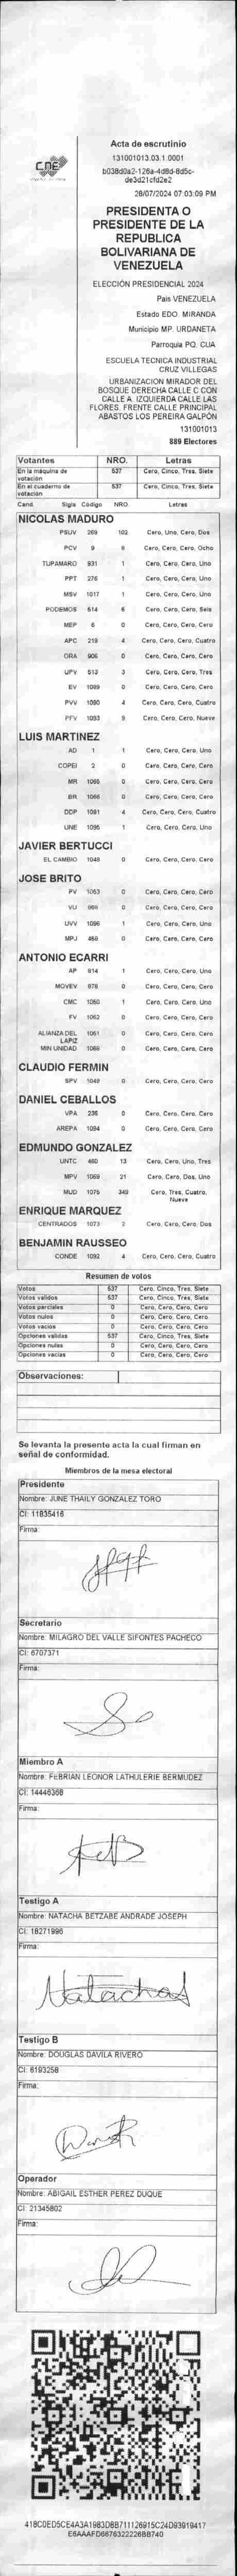 Acta de escrutinio
131001013.03.1.0001
b038d0a2-126a-4d8d-8d5c-
de3d21cfd2e2
28/07/2024 07:03:09 PM
CNE
PRESIDENTA O
PRESIDENTE DE LA
REPUBLICA
BOLIVARIANA DE
VENEZUELA
ELECCIÓN PRESIDENCIAL 2024
País VENEZUELA
Estado EDO. MIRANDA
Municipio MP. URDANETA
Parroquia PQ. CUA
ESCUELA TECNICA INDUSTRIAL
CRUZ VILLEGAS
URBANIZACION MIRADOR DEL
BOSQUE DERECHA CALLE C CON
CALLE A. IZQUIERDA CALLE LAS
FLORES. FRENTE CALLE PRINCIPAL
ABASTOS LOS PEREIRA GALPÓN
131001013
889 Electores
Votantes NRO. Letras
En la máquina de votación 537 Cero, Cinco, Tres, Siete
En el cuaderno de votación 537 Cero, Cinco, Tres, Siete
Cand Sigla Código NRO. Letras
NICOLAS MADURO
PSUV 269 102 Cero, Uno, Cero, Dos
PCV 9 8 Cero, Cero, Cero, Ocho
TUPAMARO 931 1 Cero, Cero, Cero, Uno
PPT 276 1 Cero, Cero, Cero, Uno
MSV 1017 1 Cero, Cero, Cero, Uno
PODEMOS 614 6 Cero, Cero, Cero, Seis
MEP 6 0 Cero, Cero, Cero, Cero
APC 219 4 Cero, Cero, Cero, Cuatro
ORA 906 0 Cero, Cero, Cero, Cero
UPV 513 3 Cero, Cero, Cero, Tres
EV 1089 0 Cero, Cero, Cero, Cero
PVV 1090 4 Cero, Cero, Cero, Cuatro
PFV 1093 9 Cero, Cero, Cero, Nueve
LUIS MARTINEZ
AD 1 1 Cero, Cero, Cero, Uno
COPEI 2 0 Cero, Cero, Cero, Cero
MR 1065 0 Cero, Cero, Cero, Cero
BR 1066 0 Cero, Cero, Cero, Cero
DDP 1081 4 Cero, Cero, Cero, Cuatro
UNE 1095 1 Cero, Cero, Cero, Uno
JAVIER BERTUCCI
EL CAMBIO 1048 0 Cero, Cero, Cero, Cero
JOSE BRITO
PV 1053 0 Cero, Cero, Cero, Cero
VU 0 Cero, Cero, Cero, Cero
UVV 1096 1 Cero, Cero, Cero, Uno
MPJ 0 Cero, Cero, Cero, Cero
ANTONIO ECARRI
AP 814 1 Cero, Cero, Cero, Uno
MOVEV 978 0 Cero, Cero, Cero, Cero
CMC 1050 1 Cero, Cero, Cero, Uno
FV 1062 0 Cero, Cero, Cero, Cero
ALIANZA DEL LAPIZ 1051 0 Cero, Cero, Cero, Cero
MIN UNIDAD 0 Cero, Cero, Cero, Cero
CLAUDIO FERMIN
SPV 1049 0 Cero, Cero, Cero, Cero
DANIEL CEBALLOS
VPA 0 Cero, Cero, Cero, Cero
AREPA 1094 0 Cero, Cero, Cero, Cero
EDMUNDO GONZALEZ
UNTC 13 Cero, Cero, Uno, Tres
MPV 1069 21 Cero, Cero, Dos, Uno
MUD 1075 349 Cero, Tres, Cuatro, Nueve
ENRIQUE MARQUEZ
CENTRADOS 1073 2 Cero, Cero, Cero, Dos
BENJAMIN RAUSSEO
CONDE 1092 4 Cero, Cero, Cero, Cuatro
Resumen de votos
Votos 537 Cero, Cinco, Tres, Siete
Votos válidos 537 Cero, Cinco, Tres, Siete
Votos parciales 0 Cero, Cero, Cero, Cero
Votos nulos 0 Cero, Cero, Cero, Cero
Votos vacíos 0 Cero, Cero, Cero, Cero
Opciones válidas 537 Cero, Cinco, Tres, Siete
Opciones nulas 0 Cero, Cero, Cero, Cero
Opciones vacías 0 Cero, Cero, Cero, Cero
Observaciones:
Se levanta la presente acta la cual firman en
señal de conformidad.
Miembros de la mesa electoral
Presidente
Nombre: JUNE THAILY GONZALEZ TORO
CI: 11835416
Firma:
Secretario
Nombre: MILAGRO DEL VALLE SIFONTES PACHECO
CI: 6707371
Firma:
Miembro A
Nombre: FEBRIAN LEONOR LATHULERIE BERMUDEZ
CI: 14446368
Firma:
Testigo A
Nombre: NATACHA BETZABE ANDRADE JOSEPH
CI: 18271996
Firma:
Natacha
Testigo B
Nombre: DOUGLAS DAVILA RIVERO
CI: 6193258
Firma:
Operador
Nombre: ABIGAIL ESTHER PEREZ DUQUE
CI: 21345802
Firma:
418C0ED5CE4A3A1983D8B711126915C24D93919417
E6AAAFD6676322226BB740